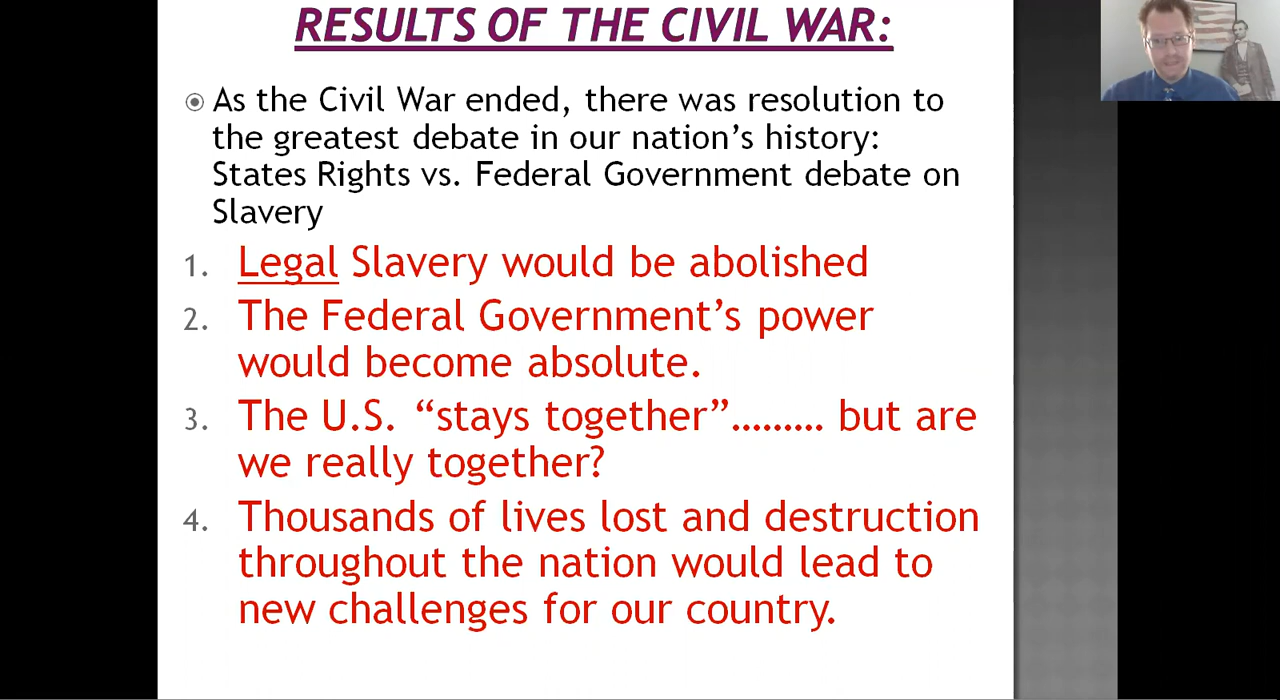 RESULTS OF THE CIVIL WAR:
As the Civil War ended, there was resolution to
the greatest debate in our nation’s history:
States Rights vs. Federal Government debate on
Slavery
1. Legal Slavery would be abolished
2. The Federal Government’s power
would become absolute.
3. The U.S. “stays together”......... but are
we really together?
4. Thousands of lives lost and destruction
throughout the nation would lead to
new challenges for our country.